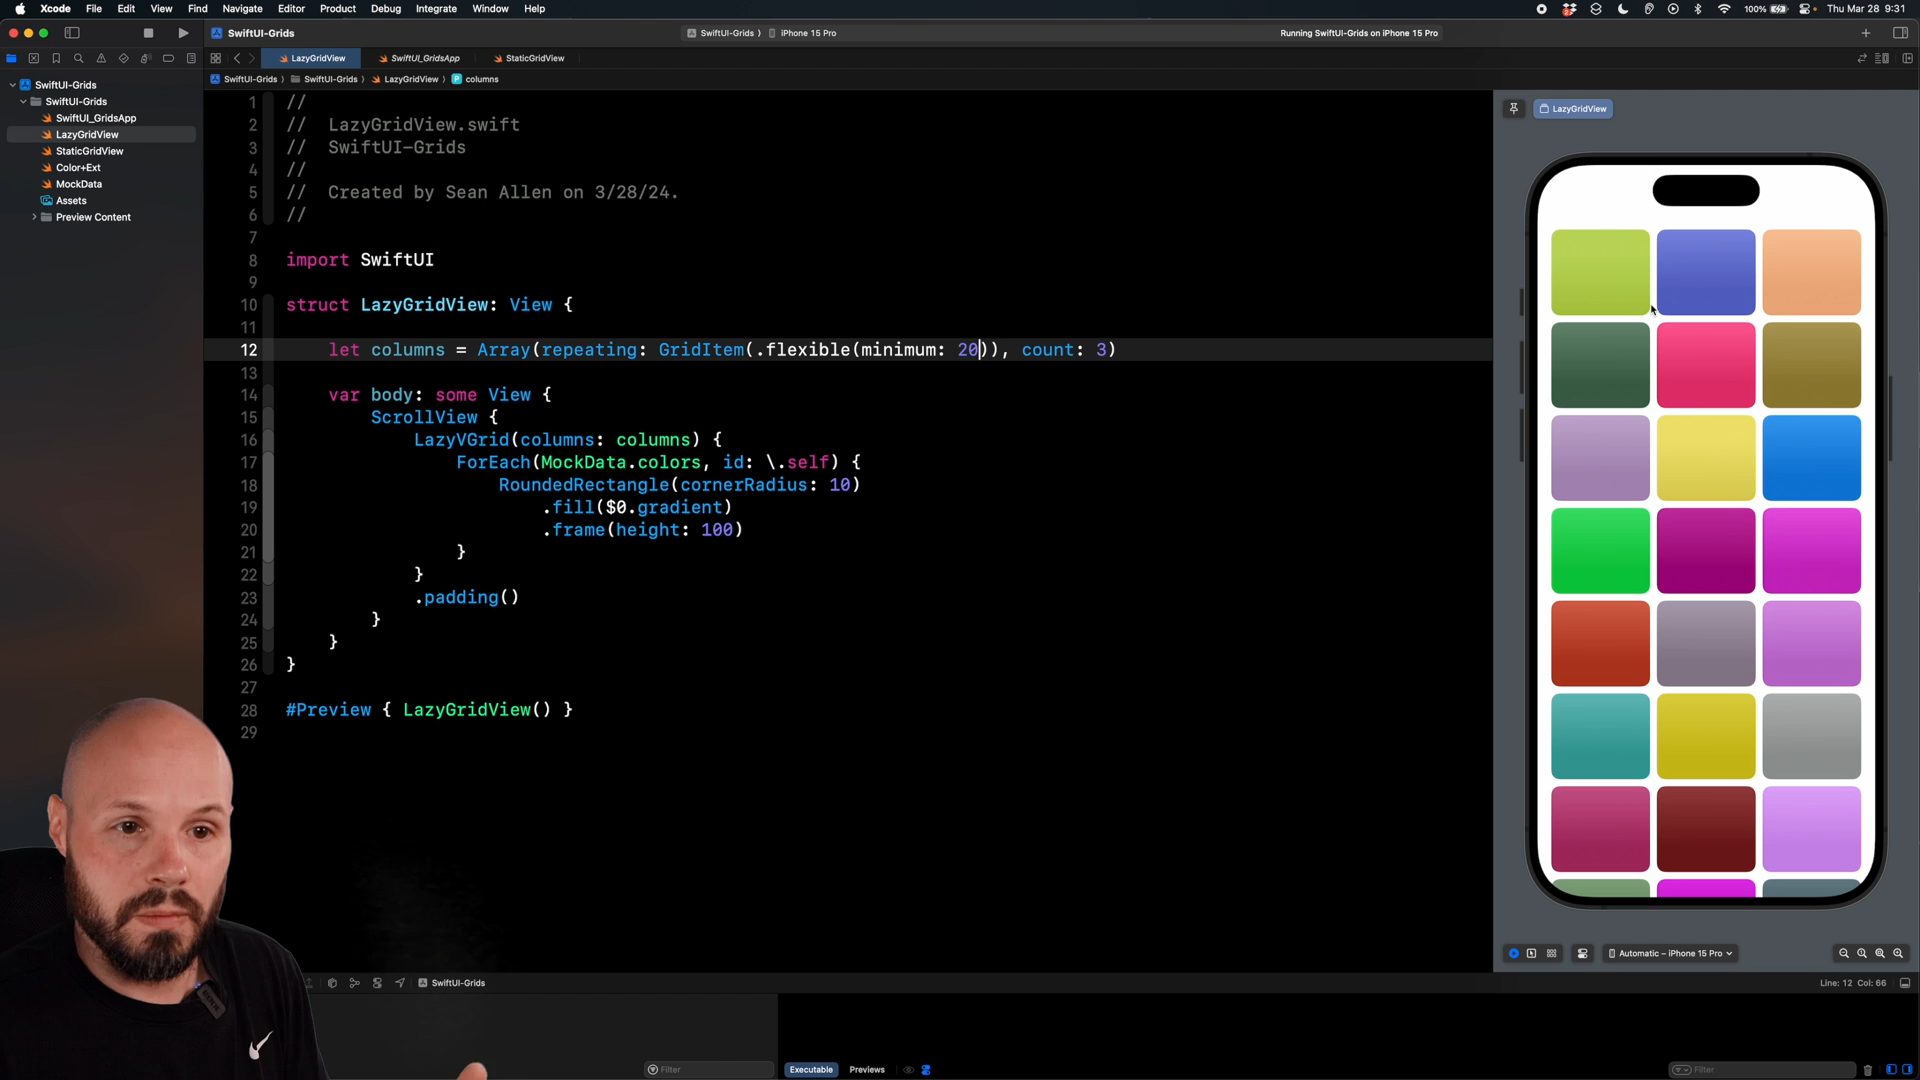 Xcode File Edit View Find Navigate Editor Product Debug Integrate Window Help 100% Thu Mar 28 9:31
SwiftUI-Grids SwiftUI-Grids iPhone 15 Pro Running SwiftUI-Grids on iPhone 15 Pro
LazyGridView SwiftUI_GridsApp StaticGridView
SwiftUI-Grids SwiftUI-Grids LazyGridView columns
SwiftUI-Grids
SwiftUI-Grids
SwiftUI_GridsApp
LazyGridView
StaticGridView
Color+Ext
MockData
Assets
Preview Content
1 //
2 // LazyGridView.swift
3 // SwiftUI-Grids
4 //
5 // Created by Sean Allen on 3/28/24.
6 //
7
8 import SwiftUI
9
10 struct LazyGridView: View {
11
12 let columns = Array(repeating: GridItem(.flexible(minimum: 20)), count: 3)
13
14 var body: some View {
15 ScrollView {
16 LazyVGrid(columns: columns) {
17 ForEach(MockData.colors, id: \.self) {
18 RoundedRectangle(cornerRadius: 10)
19 .fill($0.gradient)
20 .frame(height: 100)
21 }
22 }
23 .padding()
24 }
25 }
26 }
27
28 #Preview { LazyGridView() }
29
LazyGridView
Automatic – iPhone 15 Pro
SwiftUI-Grids Line: 12 Col: 66
Filter Executable Previews Filter